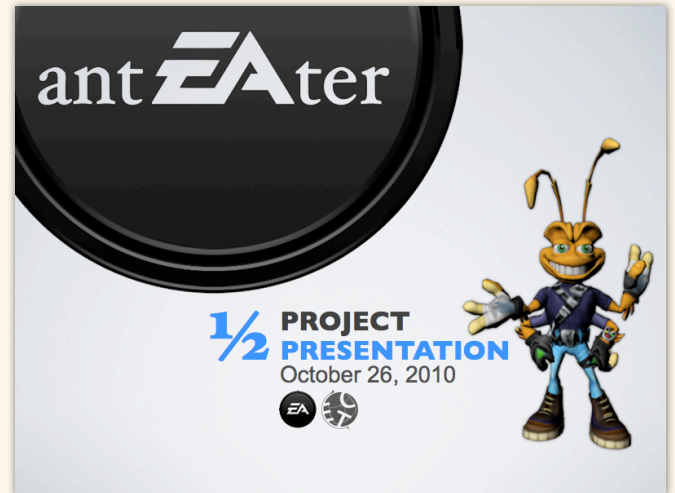 antEAter
½ PROJECT
PRESENTATION
October 26, 2010
EA